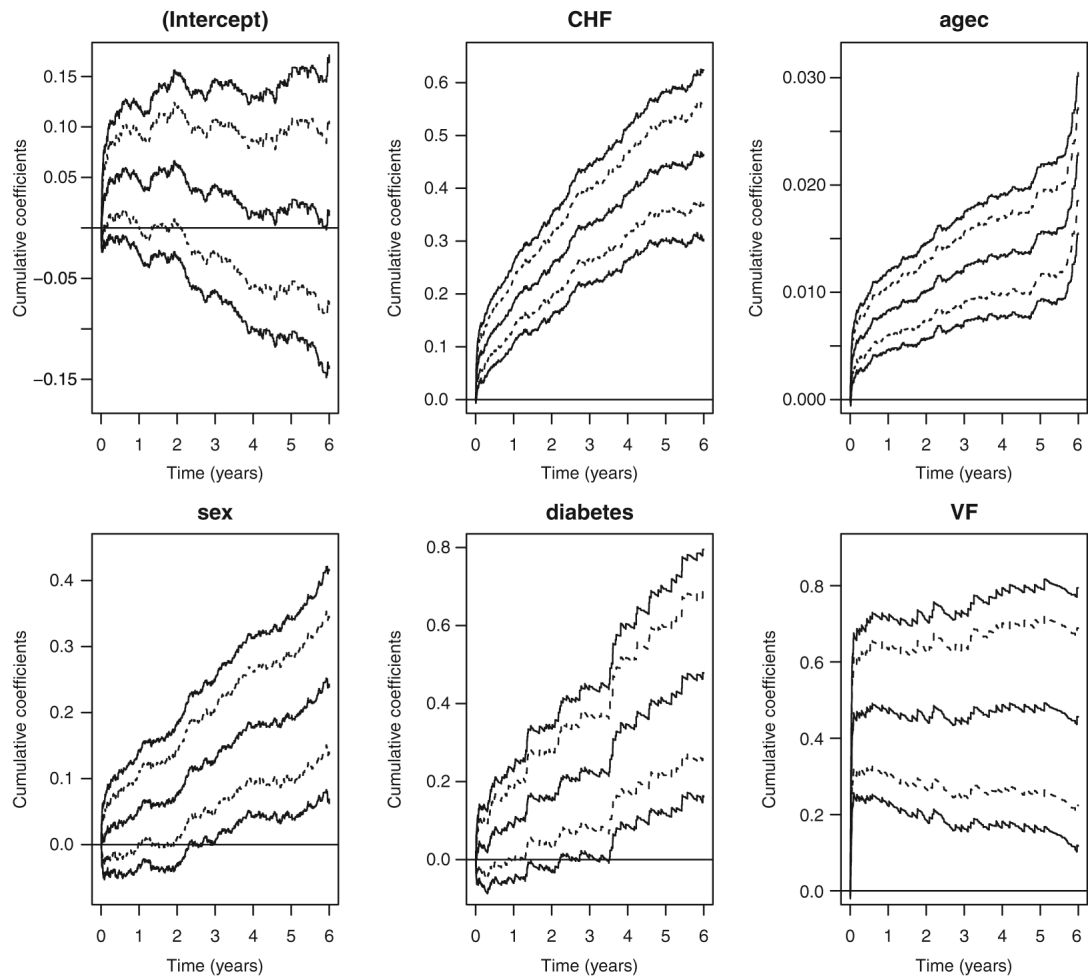 (Intercept)
Cumulative coefficients
0.15
0.10
0.05
−0.05
−0.15
0 1 2 3 4 5 6
Time (years)
CHF
Cumulative coefficients
0.6
0.5
0.4
0.3
0.2
0.1
0.0
0 1 2 3 4 5 6
Time (years)
agec
Cumulative coefficients
0.030
0.020
0.010
0.000
0 1 2 3 4 5 6
Time (years)
sex
Cumulative coefficients
0.4
0.3
0.2
0.1
0.0
0 1 2 3 4 5 6
Time (years)
diabetes
Cumulative coefficients
0.8
0.6
0.4
0.2
0.0
0 1 2 3 4 5 6
Time (years)
VF
Cumulative coefficients
0.8
0.6
0.4
0.2
0.0
0 1 2 3 4 5 6
Time (years)